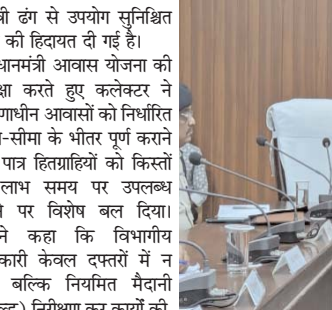 ढंग से उपयोग सुनिश्चित
की हिदायत दी गई है।
आवास योजना की
करते हुए कलेक्टर ने
आवासों को निर्धारित
के भीतर पूर्ण कराने
पात्र हितग्राहियों को किस्तों
लाभ समय पर उपलब्ध
पर विशेष बल दिया।
कहा कि विभागीय
केवल दफ्तरों में न
बल्कि नियमित मैदानी
निरीक्षण कर कार्यों की